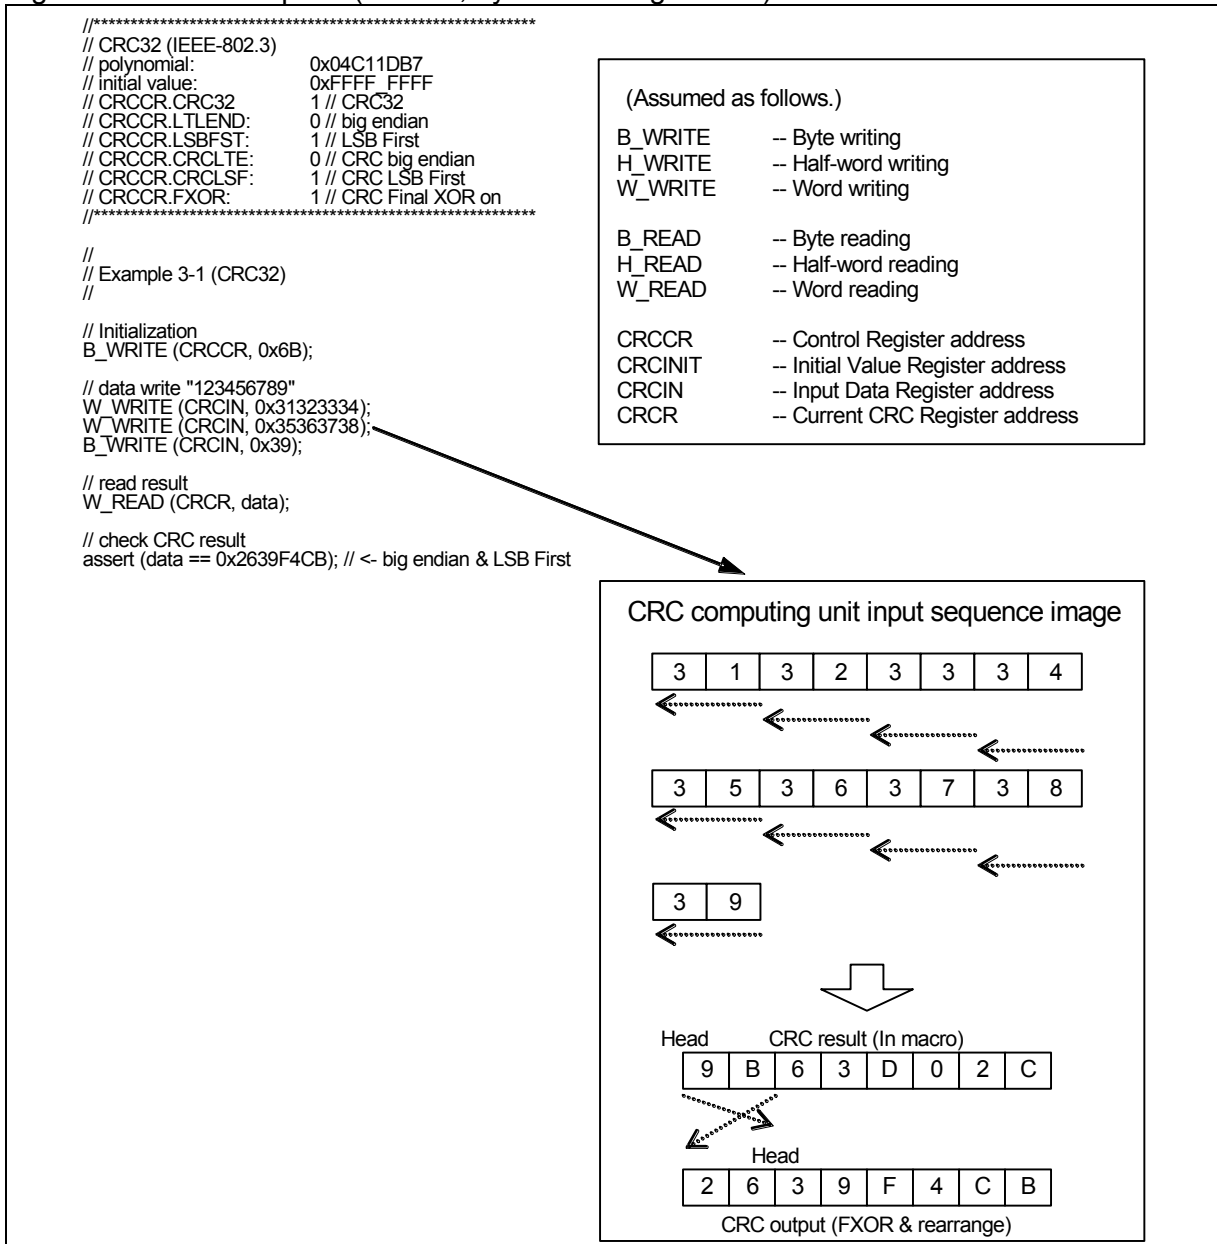 //************************************************************
// CRC32 (IEEE-802.3)
// polynomial: 0x04C11DB7
// initial value: 0xFFFF_FFFF
// CRCCR.CRC32 1 // CRC32
// CRCCR.LTLEND: 0 // big endian
// CRCCR.LSBFST: 1 // LSB First
// CRCCR.CRCLTE: 0 // CRC big endian
// CRCCR.CRCLSF: 1 // CRC LSB First
// CRCCR.FXOR: 1 // CRC Final XOR on
//************************************************************
//
// Example 3-1 (CRC32)
//
// Initialization
B_WRITE (CRCCR, 0x6B);
// data write "123456789"
W_WRITE (CRCIN, 0x31323334);
W_WRITE (CRCIN, 0x35363738);
B_WRITE (CRCIN, 0x39);
// read result
W_READ (CRCR, data);
// check CRC result
assert (data == 0x2639F4CB); // <- big endian & LSB First
(Assumed as follows.)
B_WRITE -- Byte writing
H_WRITE -- Half-word writing
W_WRITE -- Word writing
B_READ -- Byte reading
H_READ -- Half-word reading
W_READ -- Word reading
CRCCR -- Control Register address
CRCINIT -- Initial Value Register address
CRCIN -- Input Data Register address
CRCR -- Current CRC Register address
CRC computing unit input sequence image
3 1 3 2 3 3 3 4
3 5 3 6 3 7 3 8
3 9
Head CRC result (In macro)
9 B 6 3 D 0 2 C
Head
2 6 3 9 F 4 C B
CRC output (FXOR & rearrange)